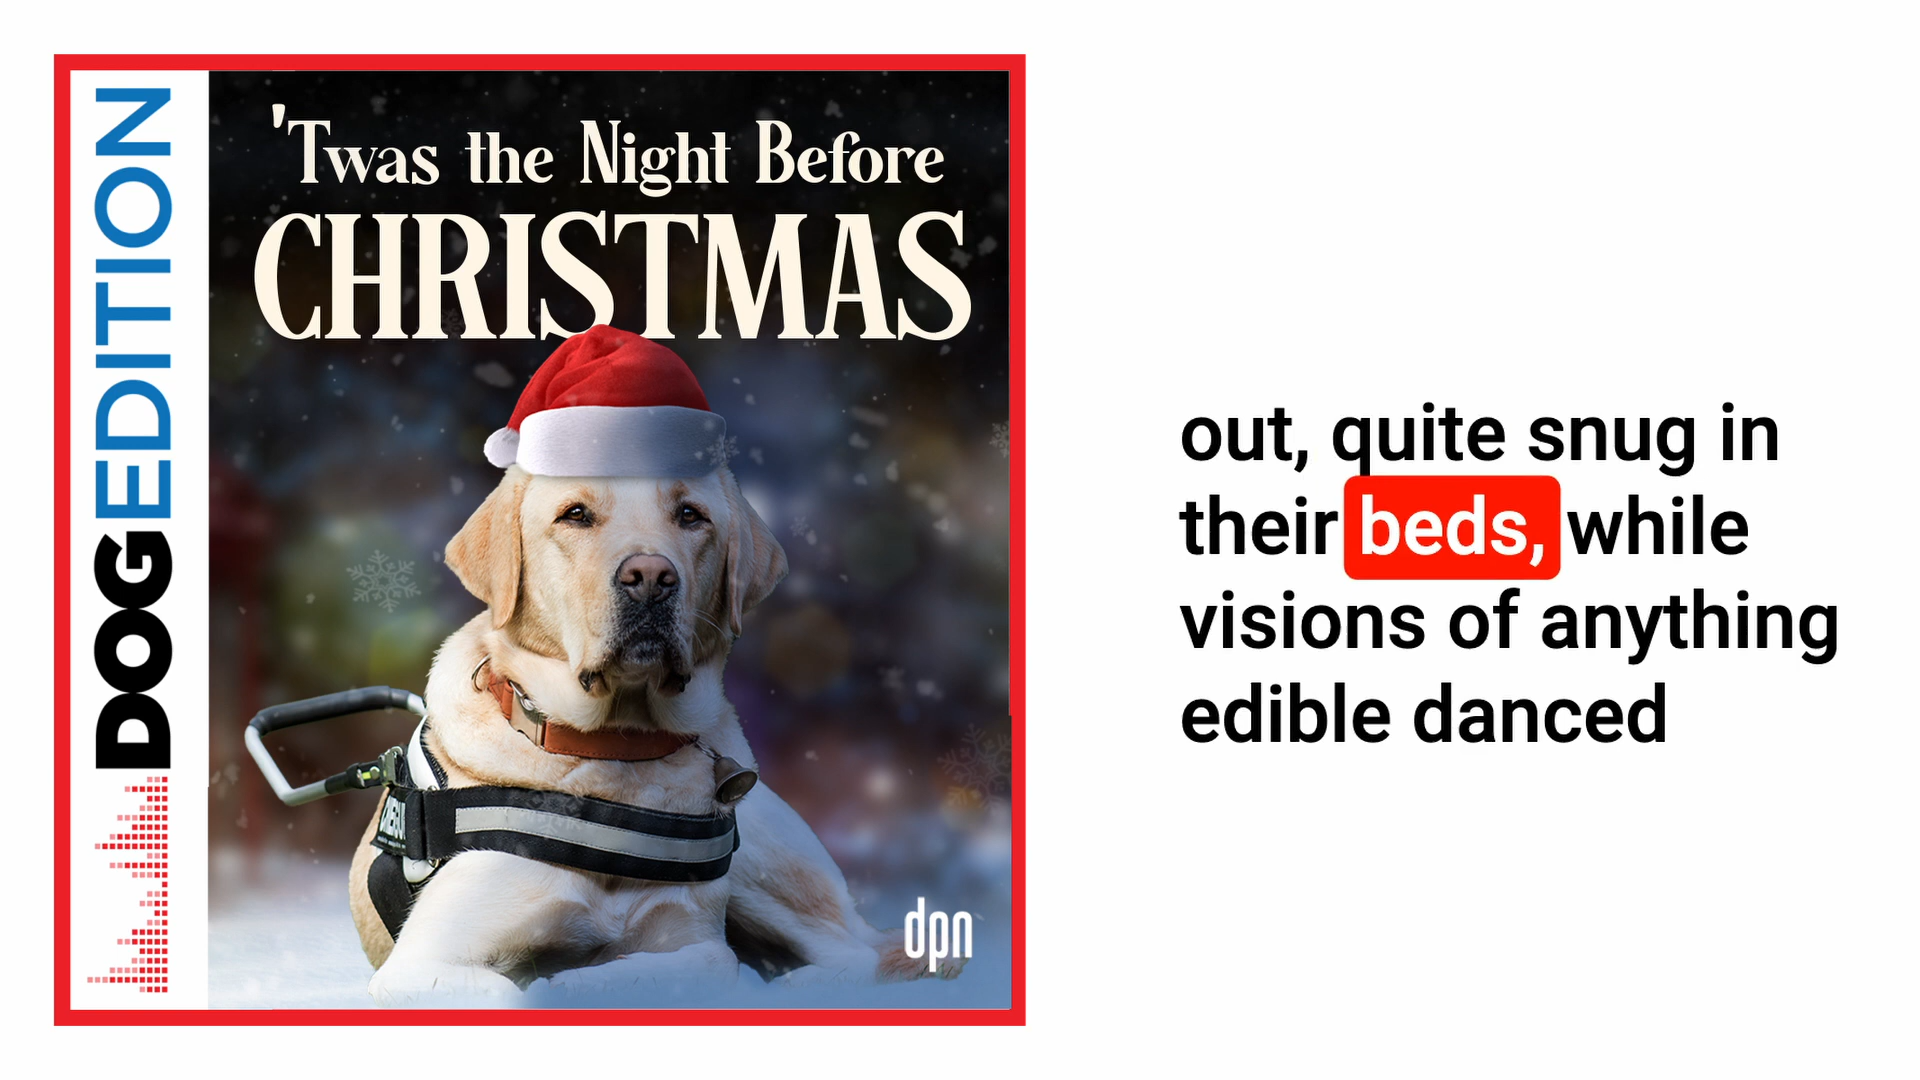 DOGEDITION
'Twas the Night Before
CHRISTMAS
dpn
out, quite snug in
their beds, while
visions of anything
edible danced